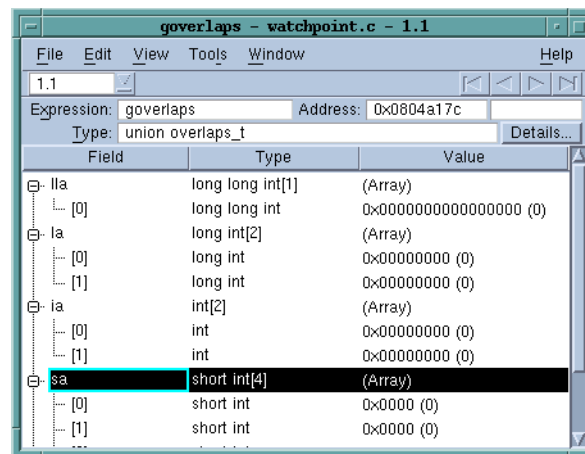 goverlaps - watchpoint.c - 1.1
File Edit View Tools Window Help
1.1
Expression: goverlaps Address: 0x0804a17c
Type: union overlaps_t Details...
Field Type Value
lla long long int[1] (Array)
[0] long long int 0x0000000000000000 (0)
la long int[2] (Array)
[0] long int 0x00000000 (0)
[1] long int 0x00000000 (0)
ia int[2] (Array)
[0] int 0x00000000 (0)
[1] int 0x00000000 (0)
sa short int[4] (Array)
[0] short int 0x0000 (0)
[1] short int 0x0000 (0)